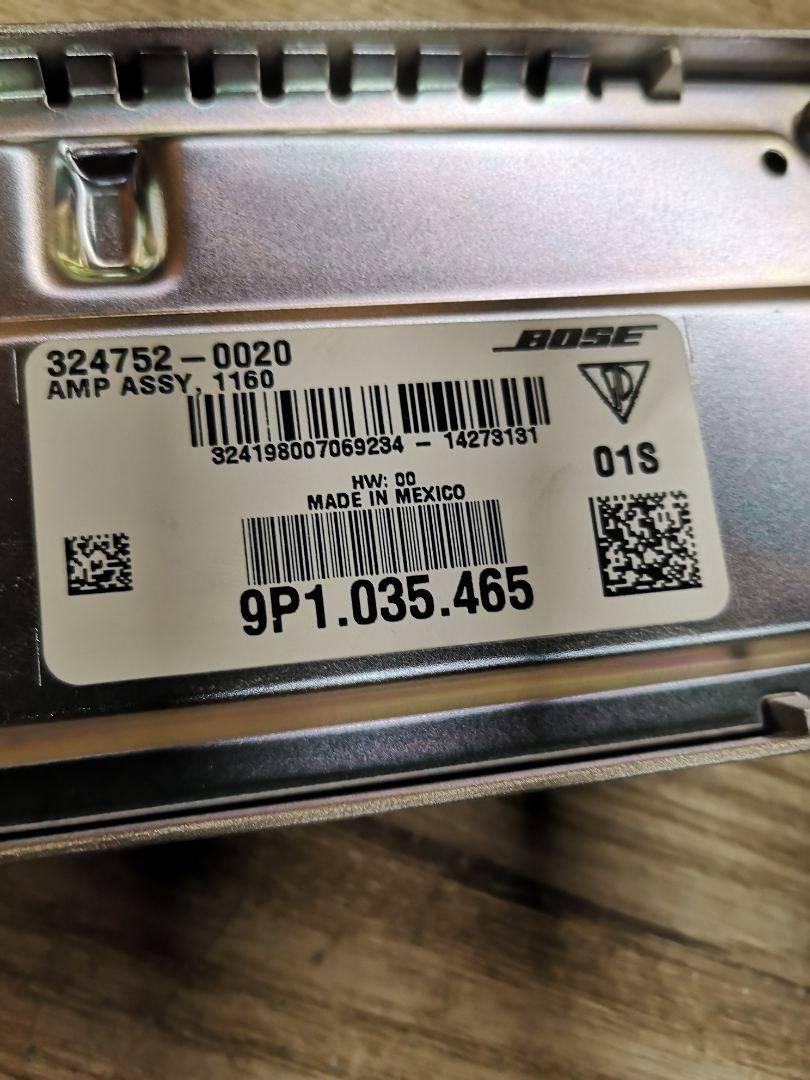 324752-0020
BOSE
AMP ASSY, 1160
324198007069234 - 14273131
01S
HW: 00
MADE IN MEXICO
9P1.035.465